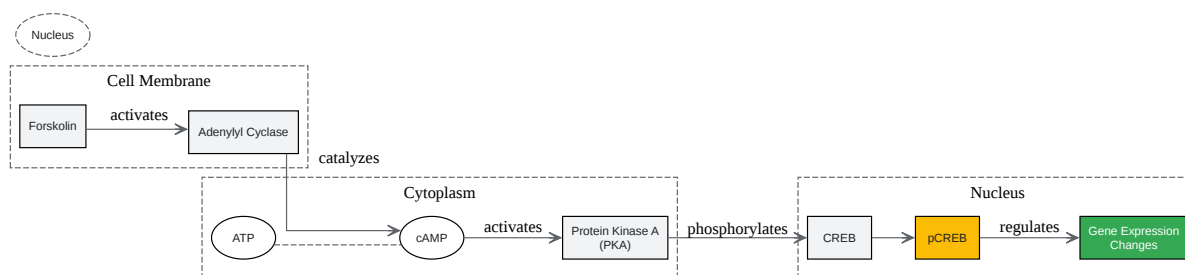 Nucleus
Cell Membrane
Forskolin
activates
Adenylyl Cyclase
catalyzes
Cytoplasm
ATP
cAMP
activates
Protein Kinase A
(PKA)
phosphorylates
Nucleus
CREB
pCREB
regulates
Gene Expression
Changes